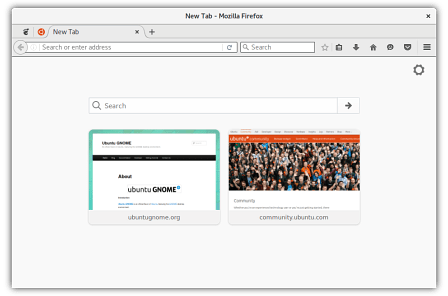 New Tab - Mozilla Firefox
New Tab
Search or enter address
Search
Search
Ubuntu GNOME
About
ubuntu GNOME
ubuntugnome.org
community
Community
community.ubuntu.com